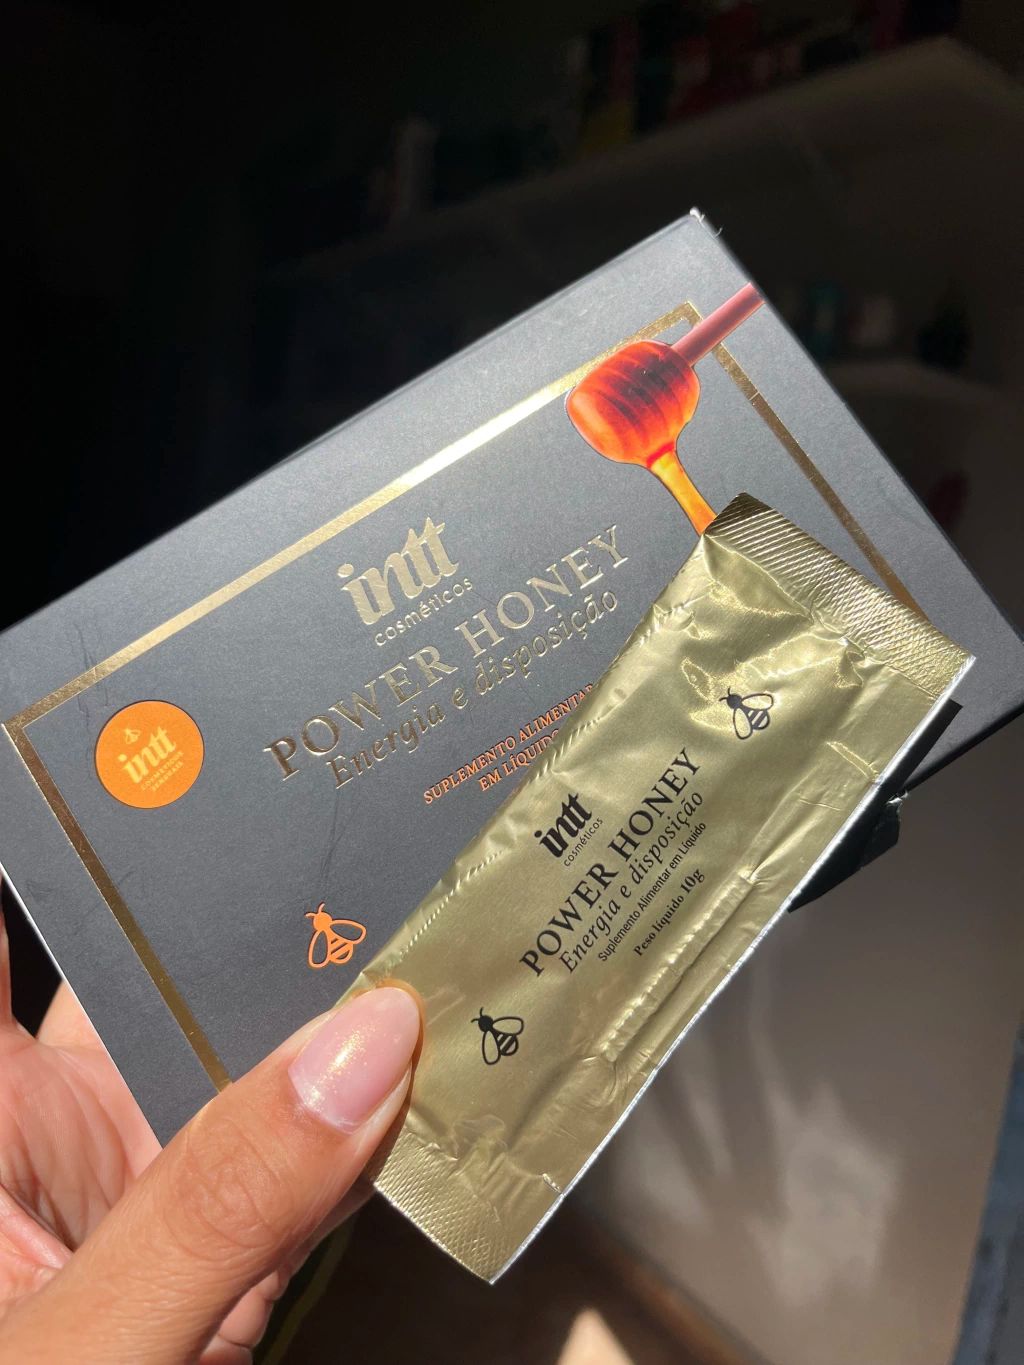 intt
cosméticos
POWER HONEY
Energia e disposição
SUPLEMENTO ALIMENTAR
EM LÍQUIDO
intt
intt
cosméticos
POWER HONEY
Energia e disposição
Suplemento Alimentar em Líquido
Peso líquido 10g